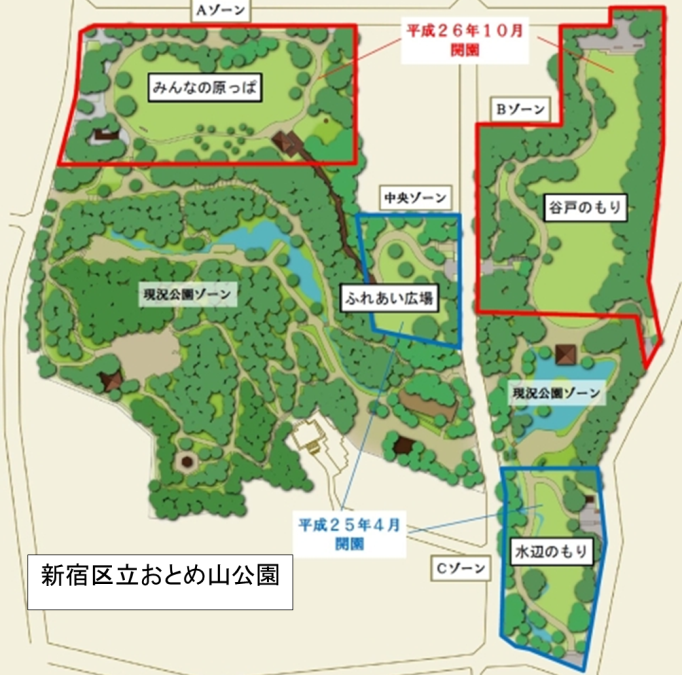 Aゾーン
平成26年10月
開園
みんなの原っぱ
Bゾーン
中央ゾーン
谷戸のもり
現況公園ゾーン
ふれあい広場
現況公園ゾーン
平成25年4月
開園
水辺のもり
Cゾーン
新宿区立おとめ山公園